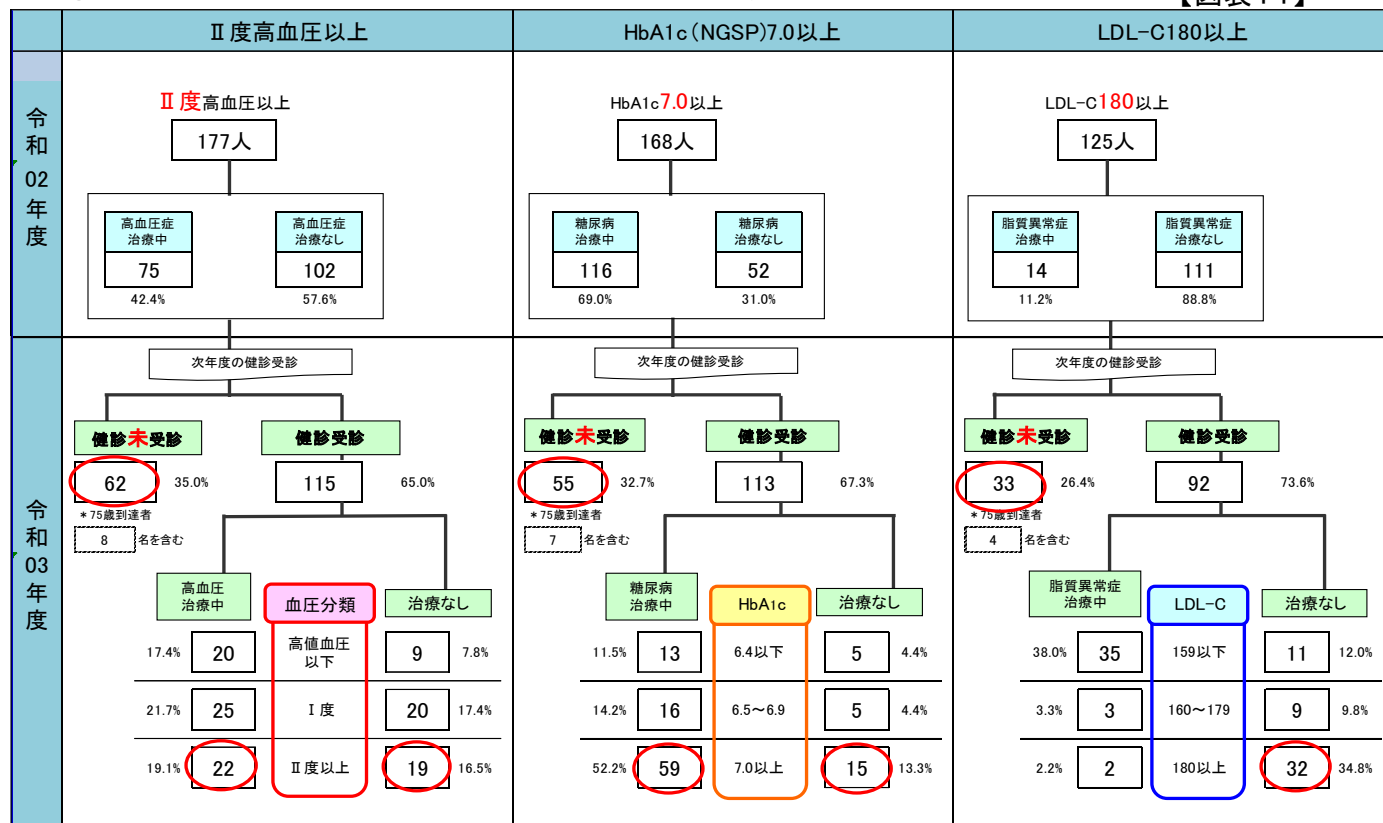 Ⅱ度高血圧以上
HbA1c(NGSP)7.0以上
LDL-C180以上
令和02年度
Ⅱ度高血圧以上
177人
高血圧症治療中
高血圧症治療なし
75
102
42.4%
57.6%
HbA1c7.0以上
168人
糖尿病治療中
糖尿病治療なし
116
52
69.0%
31.0%
LDL-C180以上
125人
脂質異常症治療中
脂質異常症治療なし
14
111
11.2%
88.8%
令和03年度
次年度の健診受診
健診未受診
健診受診
62 35.0%
115 65.0%
*75歳到達者
8 名を含む
高血圧治療中
血圧分類
治療なし
17.4% 20 高値血圧以下 9 7.8%
21.7% 25 Ⅰ度 20 17.4%
19.1% 22 Ⅱ度以上 19 16.5%
次年度の健診受診
健診未受診
健診受診
55 32.7%
113 67.3%
*75歳到達者
7 名を含む
糖尿病治療中
HbA1c
治療なし
11.5% 13 6.4以下 5 4.4%
14.2% 16 6.5~6.9 5 4.4%
52.2% 59 7.0以上 15 13.3%
次年度の健診受診
健診未受診
健診受診
33 26.4%
92 73.6%
*75歳到達者
4 名を含む
脂質異常症治療中
LDL-C
治療なし
38.0% 35 159以下 11 12.0%
3.3% 3 160~179 9 9.8%
2.2% 2 180以上 32 34.8%